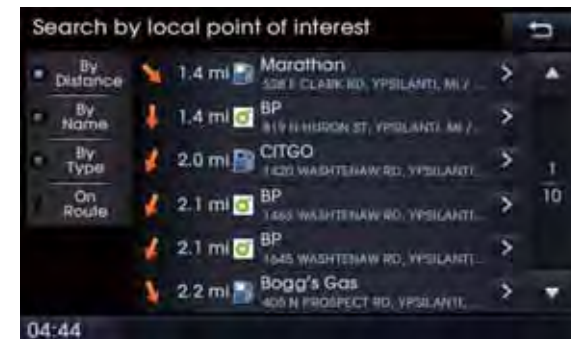 Search by local point of interest
By Distance
By Name
By Type
On Route
1.4 mi Marathon
528 E CLARK RD, YPSILANTI, MI / ...
1.4 mi BP
819 N HURON ST, YPSILANTI, MI / ...
2.0 mi CITGO
1420 WASHTENAW RD, YPSILANTI...
2.1 mi BP
1465 WASHTENAW RD, YPSILANTI...
2.1 mi BP
1645 WASHTENAW RD, YPSILANTI...
2.2 mi Bogg's Gas
405 N PROSPECT RD, YPSILANTI, ...
1
10
04:44